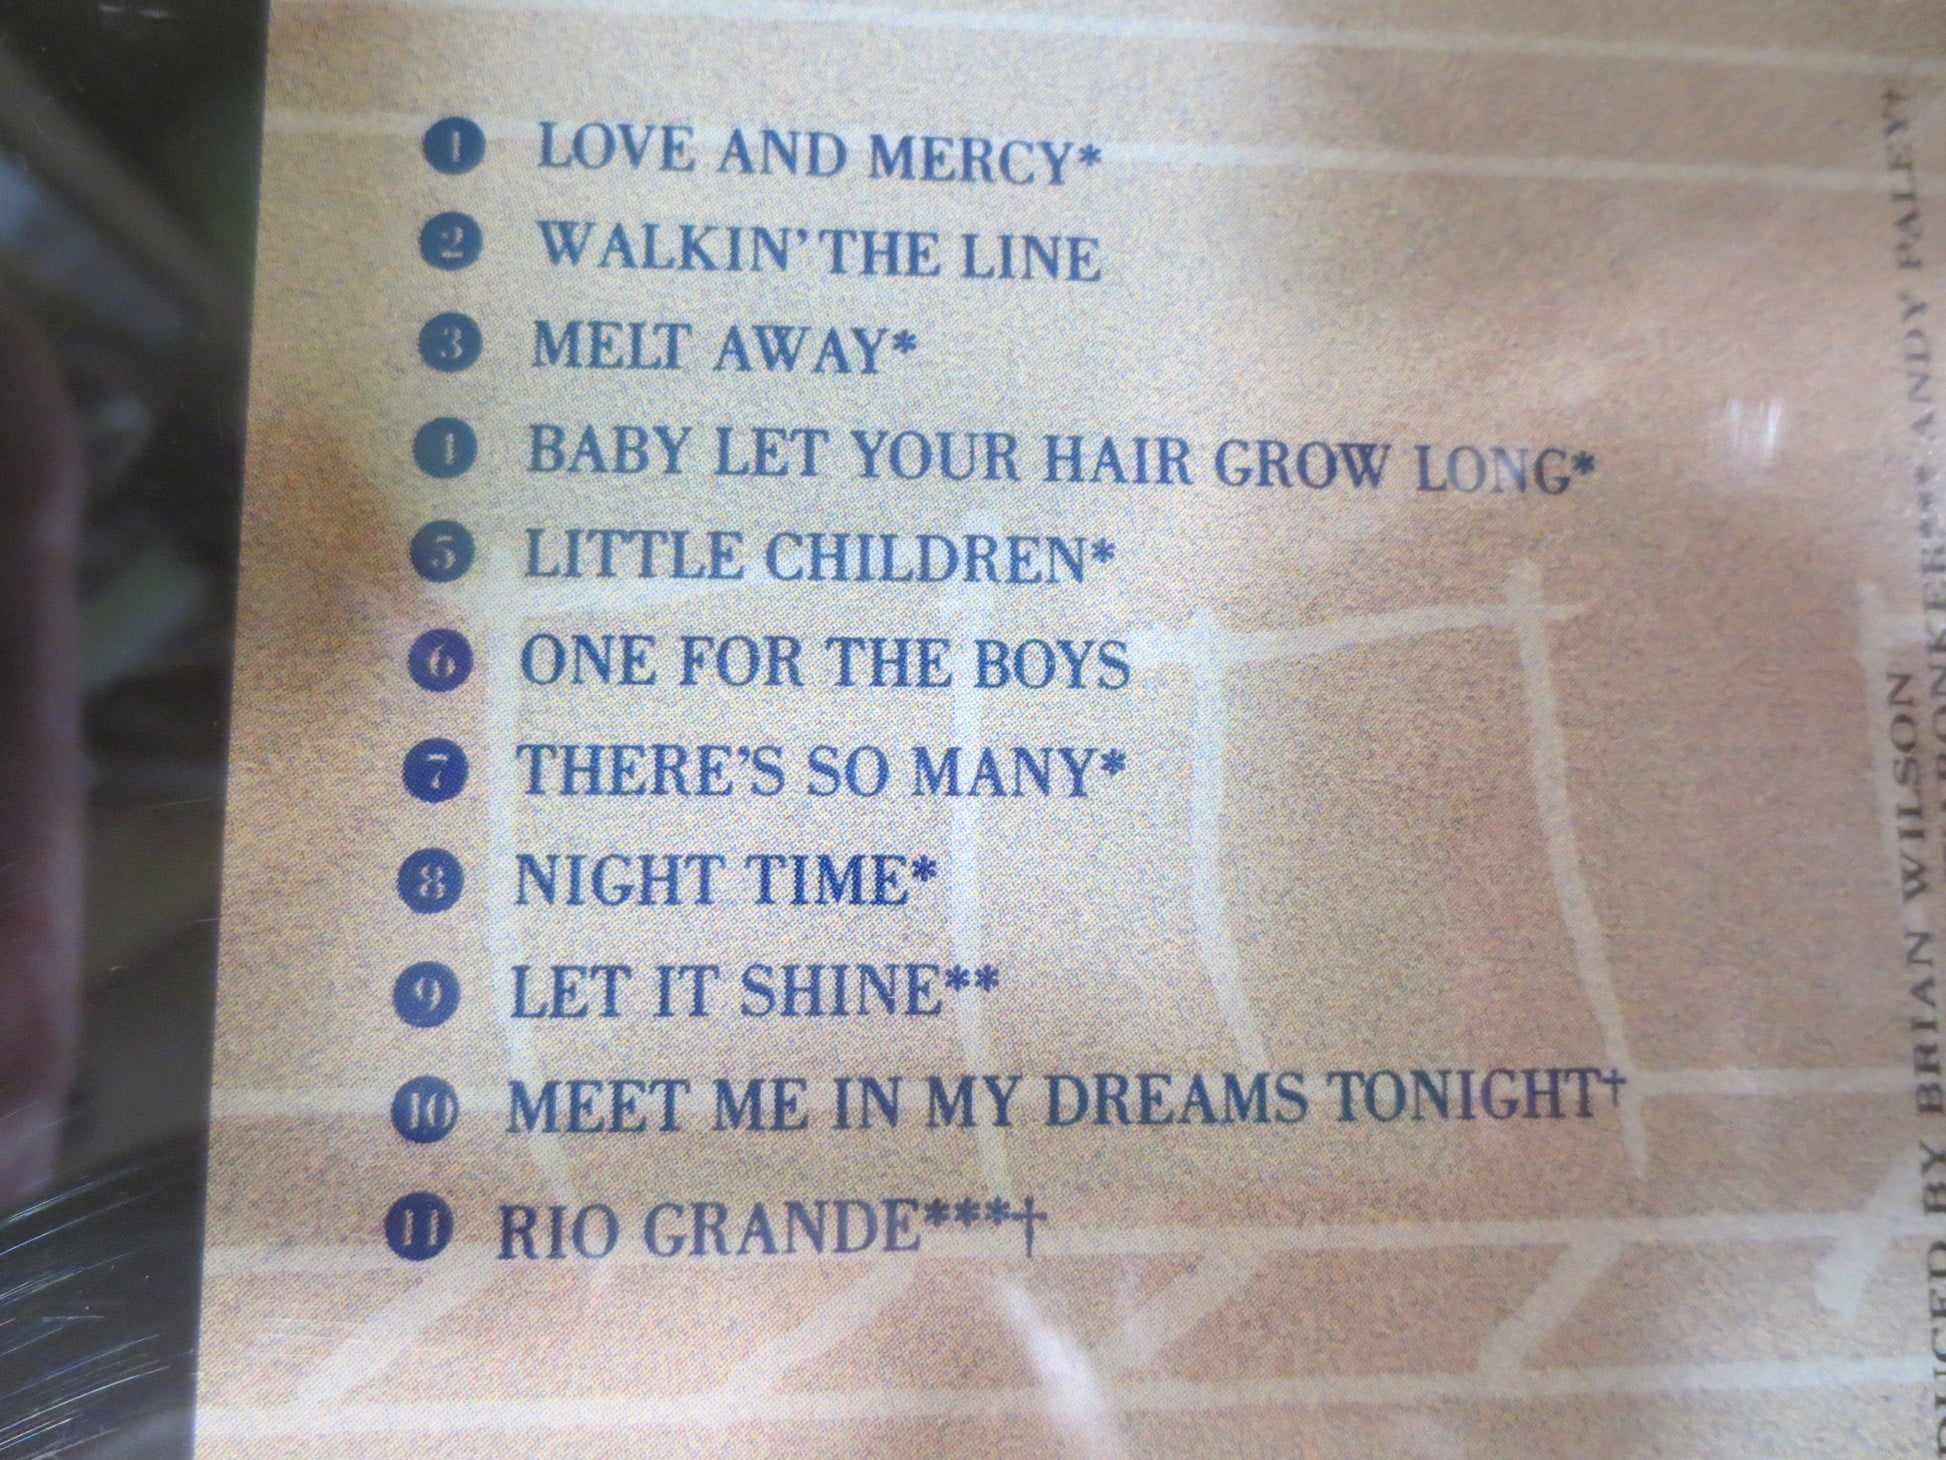 1 LOVE AND MERCY*
2 WALKIN' THE LINE
3 MELT AWAY*
4 BABY LET YOUR HAIR GROW LONG*
5 LITTLE CHILDREN*
6 ONE FOR THE BOYS
7 THERE'S SO MANY*
8 NIGHT TIME*
9 LET IT SHINE**
10 MEET ME IN MY DREAMS TONIGHT†
11 RIO GRANDE***†
BY BRIAN WILSON
*** ANDY PALEY†